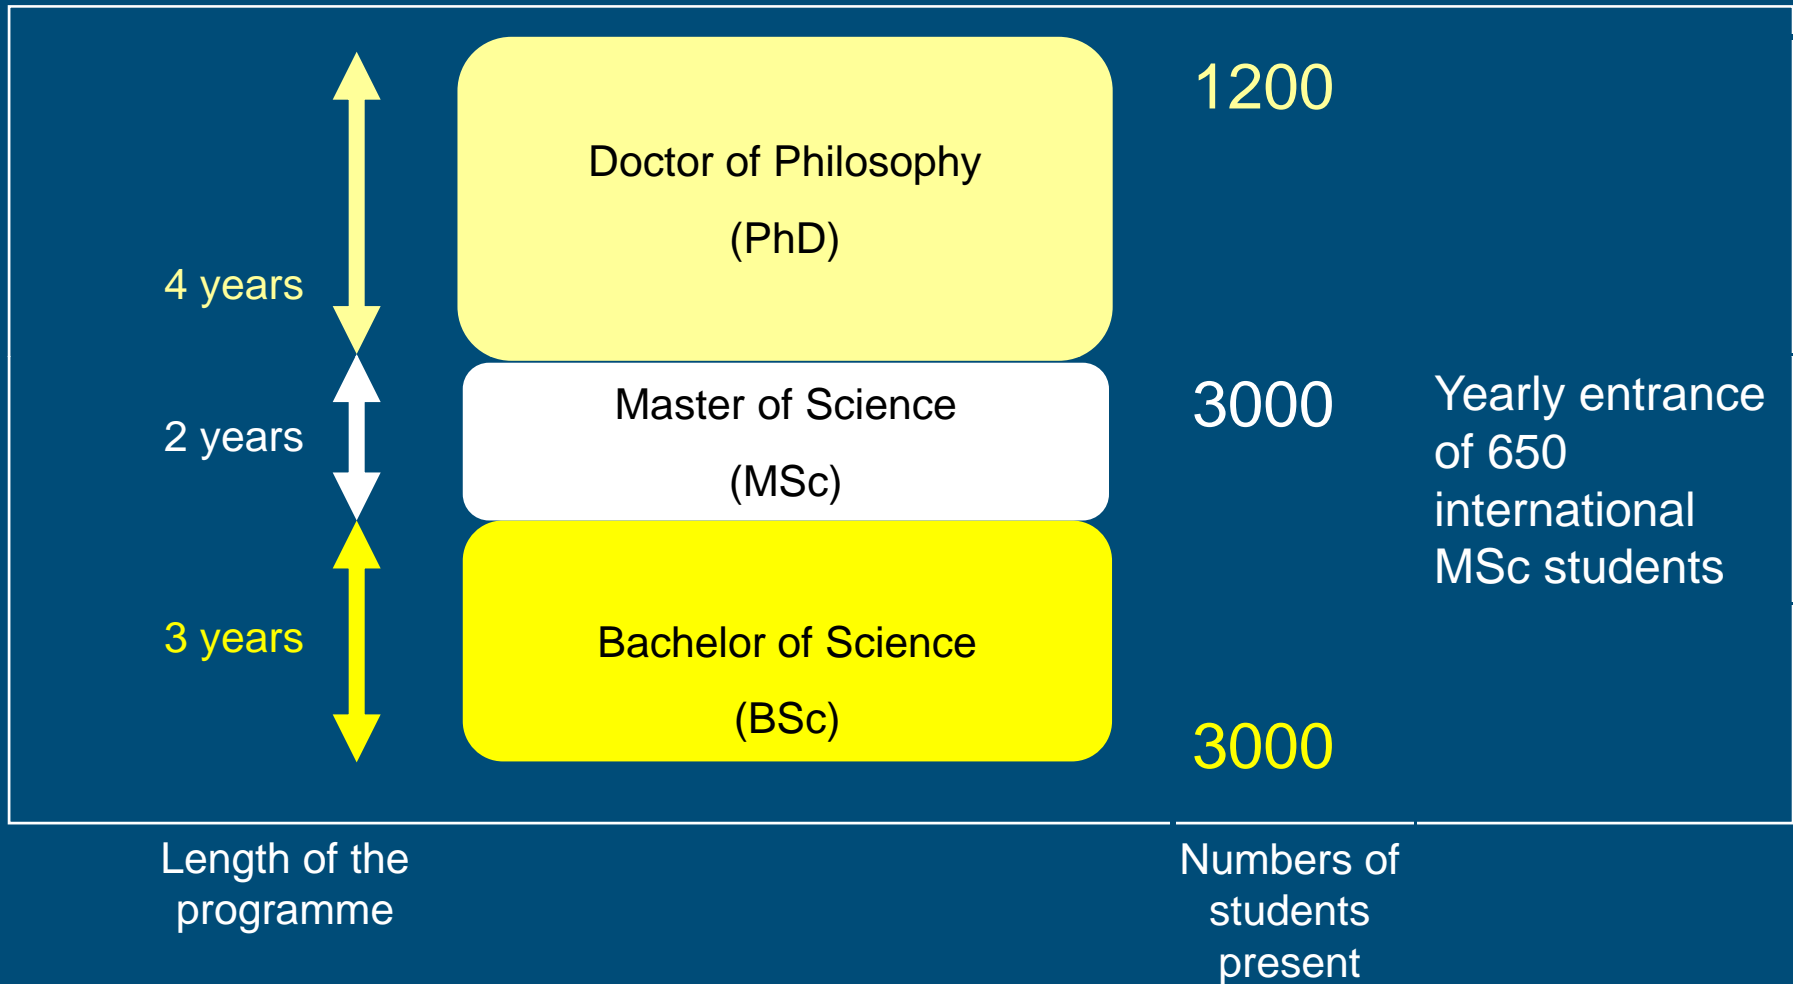 1200
Doctor of Philosophy
(PhD)
4 years
Master of Science
(MSc)
2 years
3000
Yearly entrance
of 650
international
MSc students
3 years
Bachelor of Science
(BSc)
3000
Length of the
programme
Numbers of
students
present